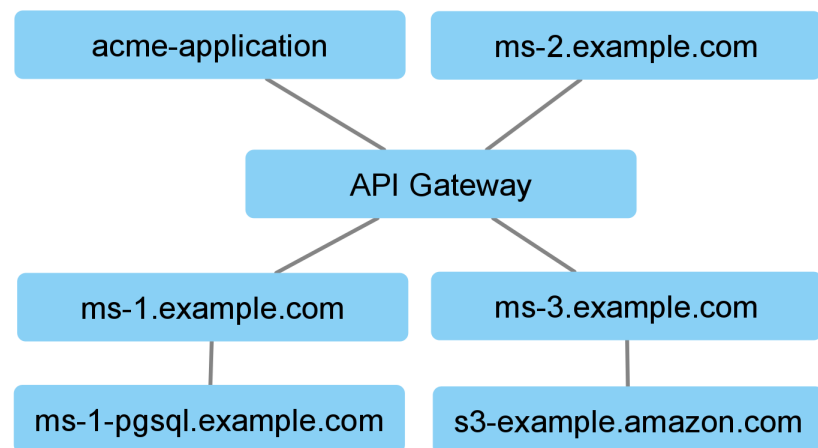 acme-application
ms-2.example.com
API Gateway
ms-1.example.com
ms-3.example.com
ms-1-pgsql.example.com
s3-example.amazon.com